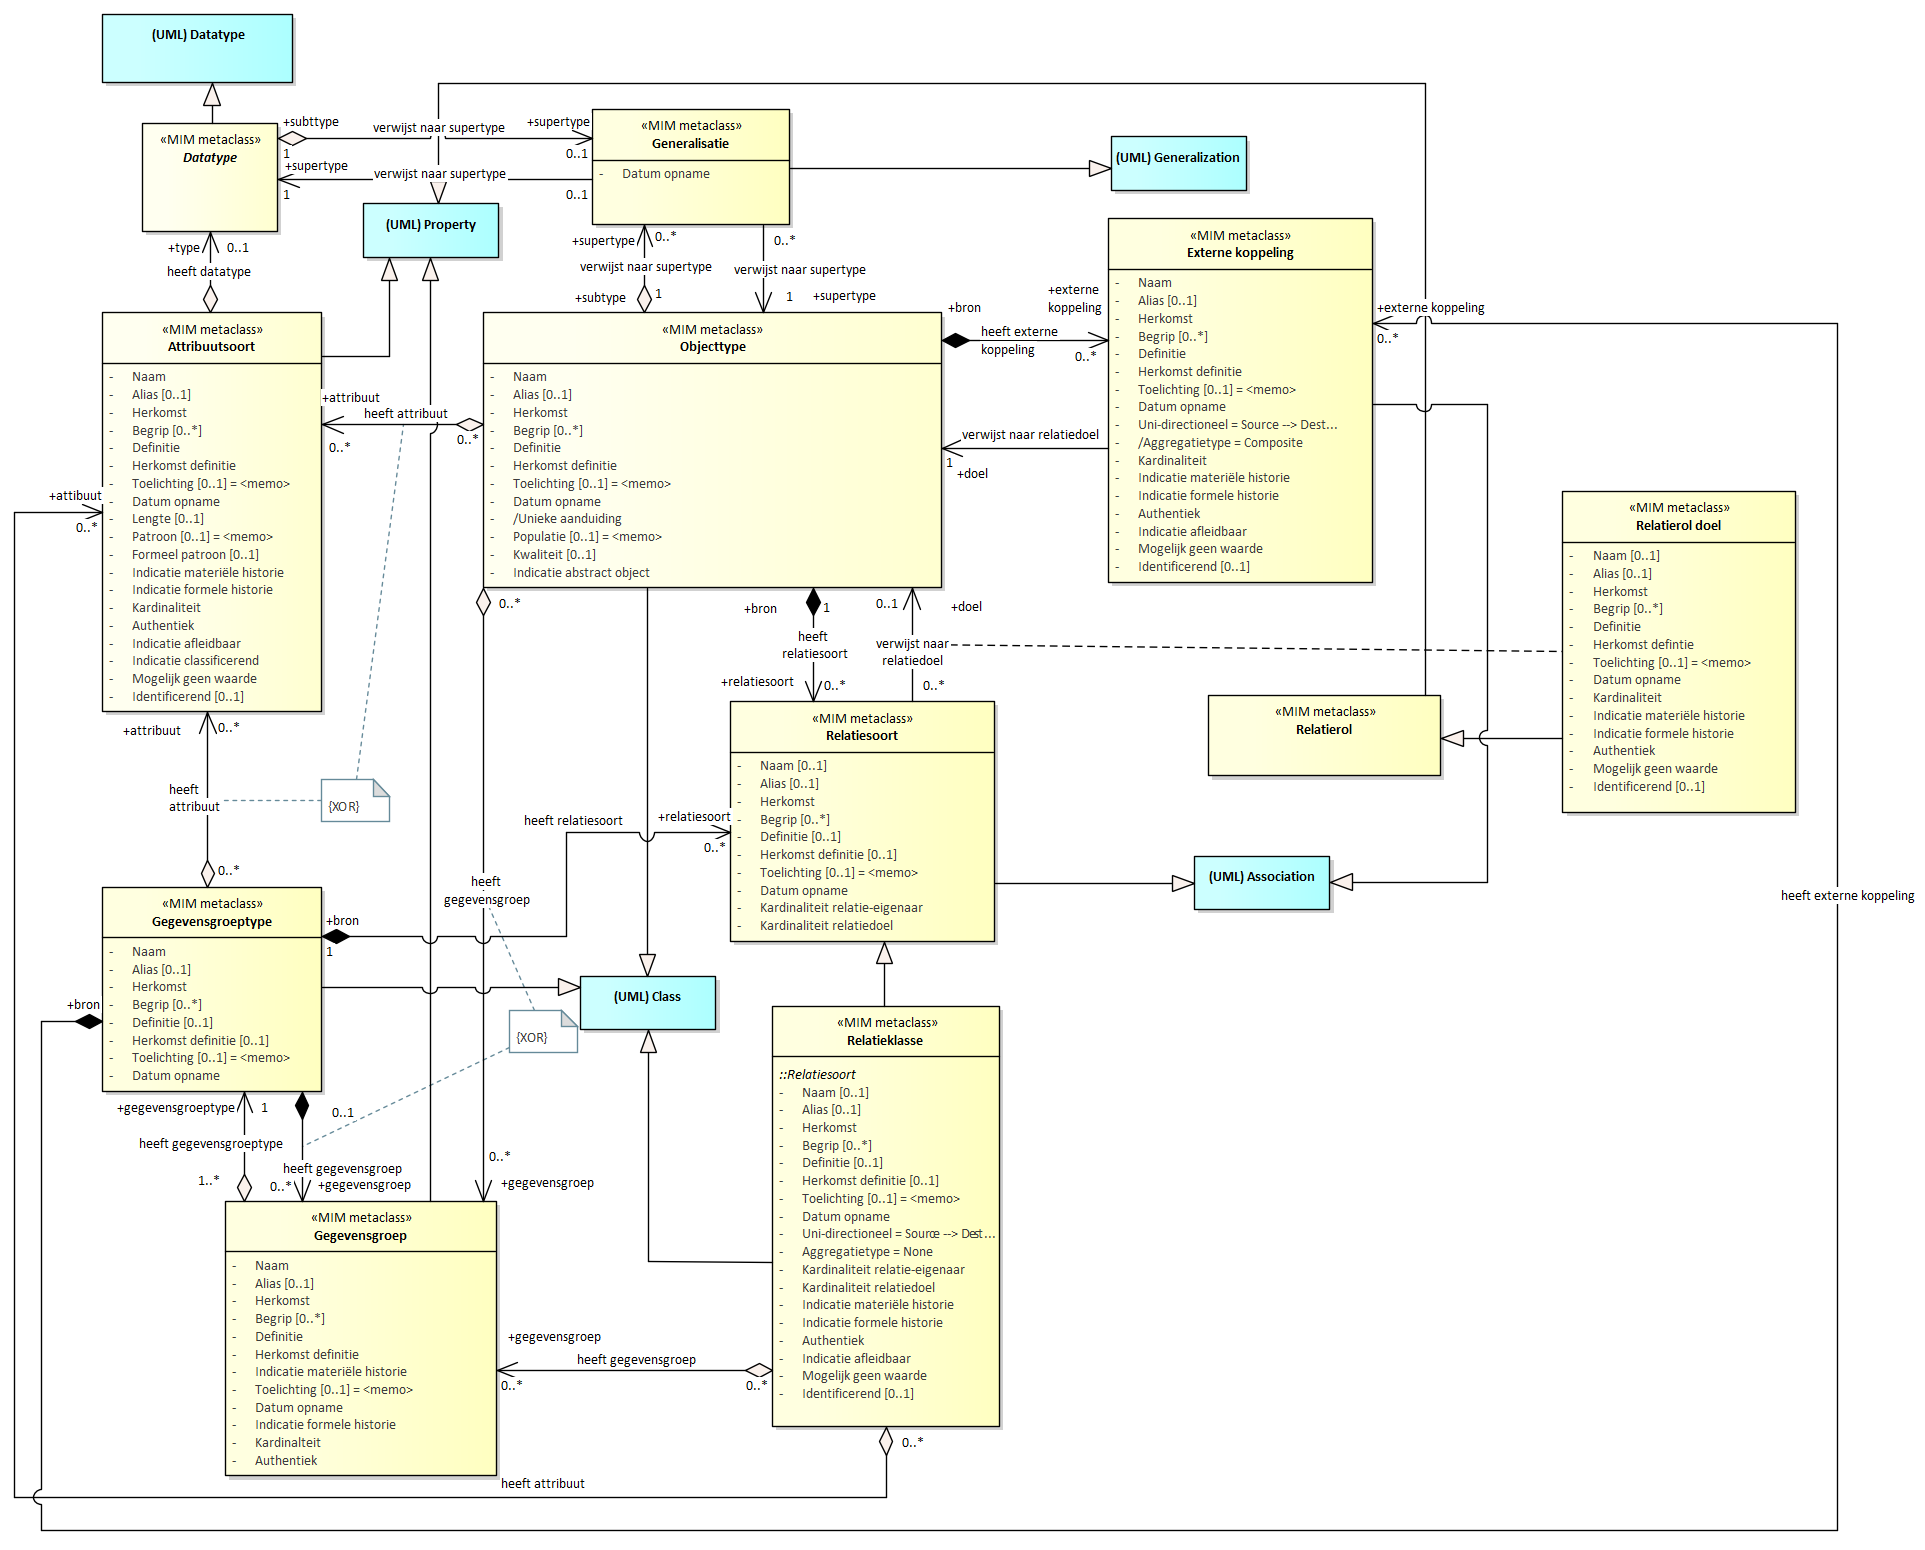 (UML) Datatype
«MIM metaclass»
Datatype
+subttype
1
verwijst naar supertype
+supertype
0..1
+supertype
1
verwijst naar supertype
0..1
«MIM metaclass»
Generalisatie
- Datum opname
(UML) Generalization
(UML) Property
+type
0..1
heeft datatype
+supertype
0..*
verwijst naar supertype
+subtype
1
0..*
verwijst naar supertype
1
+supertype
«MIM metaclass»
Attribuutsoort
- Naam
- Alias [0..1]
- Herkomst
- Begrip [0..*]
- Definitie
- Herkomst definitie
- Toelichting [0..1] = <memo>
- Datum opname
- Lengte [0..1]
- Patroon [0..1] = <memo>
- Formeel patroon [0..1]
- Indicatie materiële historie
- Indicatie formele historie
- Kardinaliteit
- Authentiek
- Indicatie afleidbaar
- Indicatie classificerend
- Mogelijk geen waarde
- Identificerend [0..1]
+attribuut
heeft attribuut
0..*
0..*
+attibuut
0..*
«MIM metaclass»
Objecttype
- Naam
- Alias [0..1]
- Herkomst
- Begrip [0..*]
- Definitie
- Herkomst definitie
- Toelichting [0..1] = <memo>
- Datum opname
- /Unieke aanduiding
- Populatie [0..1] = <memo>
- Kwaliteit [0..1]
- Indicatie abstract object
+bron
heeft externe
koppeling
+externe
koppeling
0..*
verwijst naar relatiedoel
1
+doel
«MIM metaclass»
Externe koppeling
- Naam
- Alias [0..1]
- Herkomst
- Begrip [0..*]
- Definitie
- Herkomst definitie
- Toelichting [0..1] = <memo>
- Datum opname
- Uni-directioneel = Source --> Dest...
- /Aggregatietype = Composite
- Kardinaliteit
- Indicatie materiële historie
- Indicatie formele historie
- Authentiek
- Indicatie afleidbaar
- Mogelijk geen waarde
- Identificerend [0..1]
+externe koppeling
0..*
«MIM metaclass»
Relatierol doel
- Naam [0..1]
- Alias [0..1]
- Herkomst
- Begrip [0..*]
- Definitie
- Herkomst defintie
- Toelichting [0..1] = <memo>
- Datum opname
- Kardinaliteit
- Indicatie materiële historie
- Indicatie formele historie
- Authentiek
- Mogelijk geen waarde
- Identificerend [0..1]
0..*
+bron
1
heeft
relatiesoort
+relatiesoort
0..*
0..1
+doel
verwijst naar
relatiedoel
0..*
«MIM metaclass»
Relatierol
«MIM metaclass»
Relatiesoort
- Naam [0..1]
- Alias [0..1]
- Herkomst
- Begrip [0..*]
- Definitie [0..1]
- Herkomst definitie [0..1]
- Toelichting [0..1] = <memo>
- Datum opname
- Kardinaliteit relatie-eigenaar
- Kardinaliteit relatiedoel
+attribuut
0..*
heeft
attribuut
0..*
{XOR}
heeft relatiesoort
+relatiesoort
0..*
(UML) Association
heeft externe koppeling
heeft
gegevensgroep
«MIM metaclass»
Gegevensgroeptype
- Naam
- Alias [0..1]
- Herkomst
- Begrip [0..*]
- Definitie [0..1]
- Herkomst definitie [0..1]
- Toelichting [0..1] = <memo>
- Datum opname
+bron
1
+bron
(UML) Class
{XOR}
+gegevensgroeptype
1
0..1
heeft gegevensgroeptype
1..*
heeft gegevensgroep
0..*
+gegevensgroep
0..*
+gegevensgroep
«MIM metaclass»
Gegevensgroep
- Naam
- Alias [0..1]
- Herkomst
- Begrip [0..*]
- Definitie
- Herkomst definitie
- Indicatie materiële historie
- Toelichting [0..1] = <memo>
- Datum opname
- Indicatie formele historie
- Kardinalteit
- Authentiek
«MIM metaclass»
Relatieklasse
::Relatiesoort
- Naam [0..1]
- Alias [0..1]
- Herkomst
- Begrip [0..*]
- Definitie [0..1]
- Herkomst definitie [0..1]
- Toelichting [0..1] = <memo>
- Datum opname
- Uni-directioneel = Source --> Dest...
- Aggregatietype = None
- Kardinaliteit relatie-eigenaar
- Kardinaliteit relatiedoel
- Indicatie materiële historie
- Indicatie formele historie
- Authentiek
- Indicatie afleidbaar
- Mogelijk geen waarde
- Identificerend [0..1]
+gegevensgroep
heeft gegevensgroep
0..*
0..*
0..*
heeft attribuut